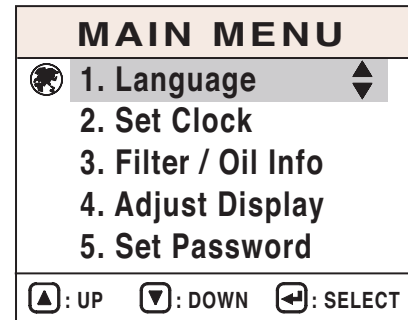 MAIN MENU
1. Language
2. Set Clock
3. Filter / Oil Info
4. Adjust Display
5. Set Password
: UP : DOWN : SELECT